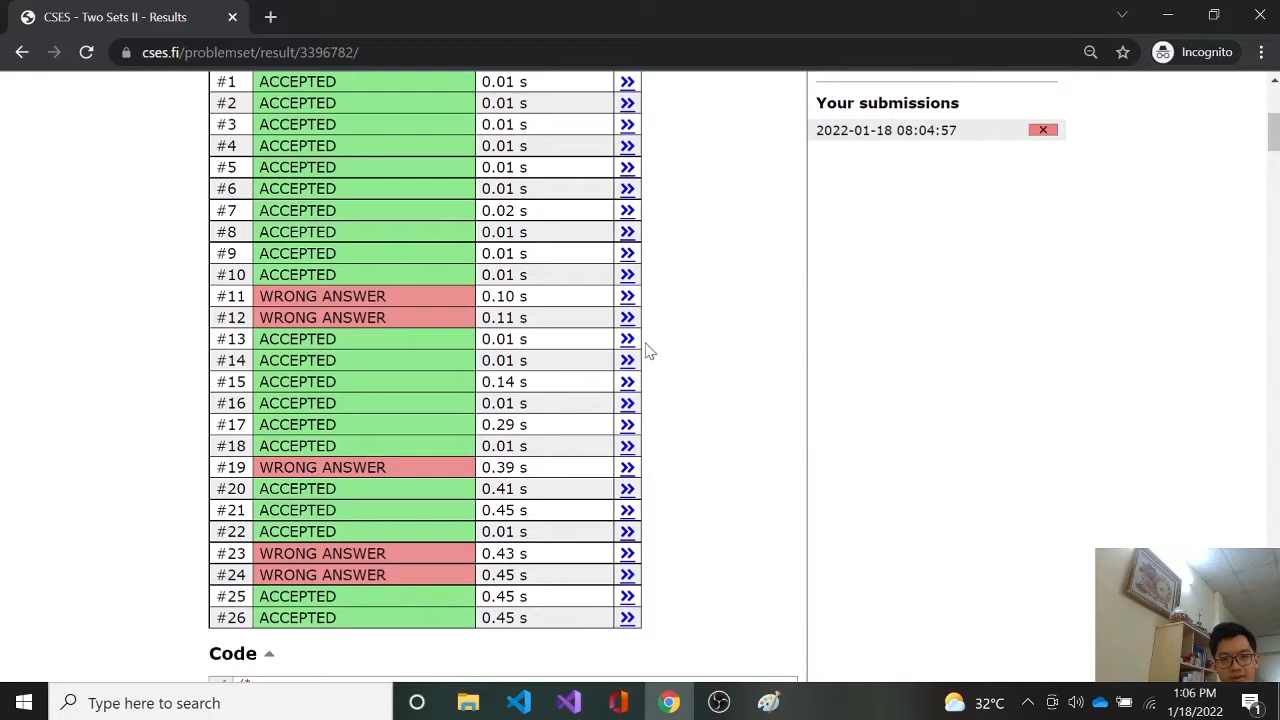 CSES - Two Sets II - Results
cses.fi/problemset/result/3396782/
Incognito
#1 ACCEPTED 0.01 s
#2 ACCEPTED 0.01 s
#3 ACCEPTED 0.01 s
#4 ACCEPTED 0.01 s
#5 ACCEPTED 0.01 s
#6 ACCEPTED 0.01 s
#7 ACCEPTED 0.02 s
#8 ACCEPTED 0.01 s
#9 ACCEPTED 0.01 s
#10 ACCEPTED 0.01 s
#11 WRONG ANSWER 0.10 s
#12 WRONG ANSWER 0.11 s
#13 ACCEPTED 0.01 s
#14 ACCEPTED 0.01 s
#15 ACCEPTED 0.14 s
#16 ACCEPTED 0.01 s
#17 ACCEPTED 0.29 s
#18 ACCEPTED 0.01 s
#19 WRONG ANSWER 0.39 s
#20 ACCEPTED 0.41 s
#21 ACCEPTED 0.45 s
#22 ACCEPTED 0.01 s
#23 WRONG ANSWER 0.43 s
#24 WRONG ANSWER 0.45 s
#25 ACCEPTED 0.45 s
#26 ACCEPTED 0.45 s
Code
Your submissions
2022-01-18 08:04:57
Type here to search
32°C
1:06 PM
1/18/2022